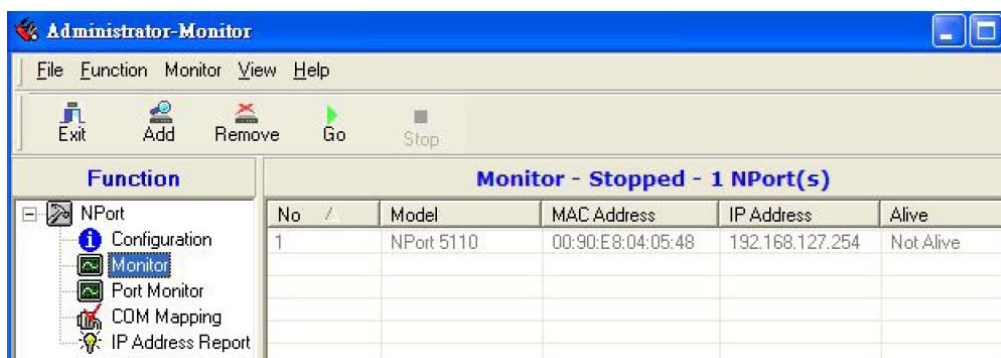 Administrator-Monitor
File Function Monitor View Help
Exit Add Remove Go Stop
Function
Monitor - Stopped - 1 NPort(s)
NPort
Configuration
Monitor
Port Monitor
COM Mapping
IP Address Report
No Model MAC Address IP Address Alive
1 NPort 5110 00:90:E8:04:05:48 192.168.127.254 Not Alive